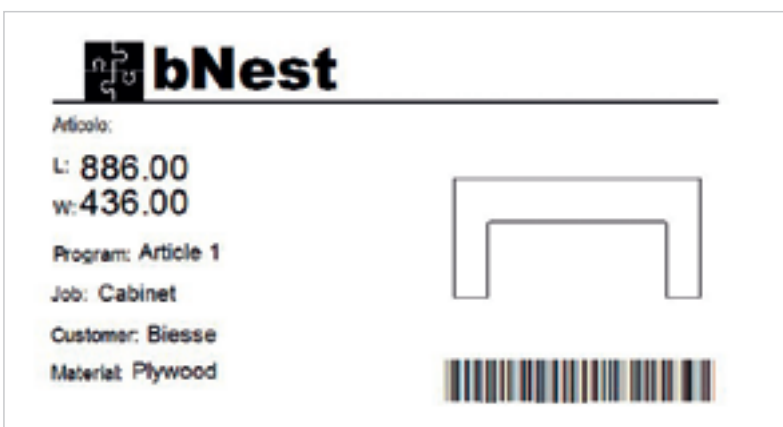 bNest
Articolo:
L: 886.00
W: 436.00
Program: Article 1
Job: Cabinet
Customer: Biesse
Material: Plywood